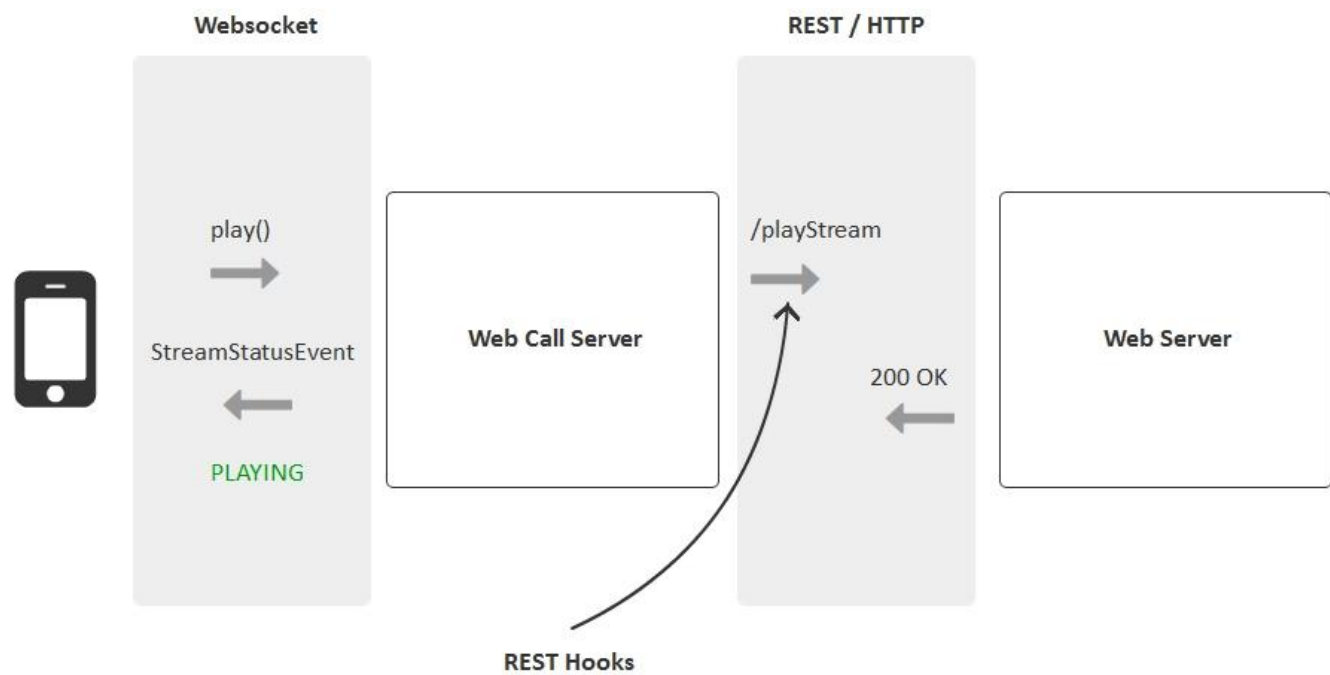 Websocket
REST / HTTP
play()
/playStream
StreamStatusEvent
Web Call Server
Web Server
200 OK
PLAYING
REST Hooks